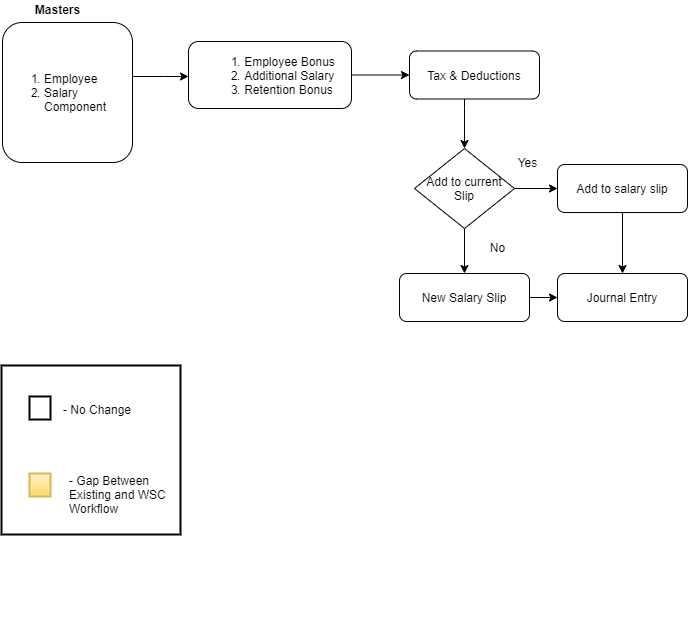 Masters
1. Employee
2. Salary
Component
1. Employee Bonus
2. Additional Salary
3. Retention Bonus
Tax & Deductions
Add to current
Slip
Yes
Add to salary slip
No
New Salary Slip
Journal Entry
- No Change
- Gap Between
Existing and WSC
Workflow